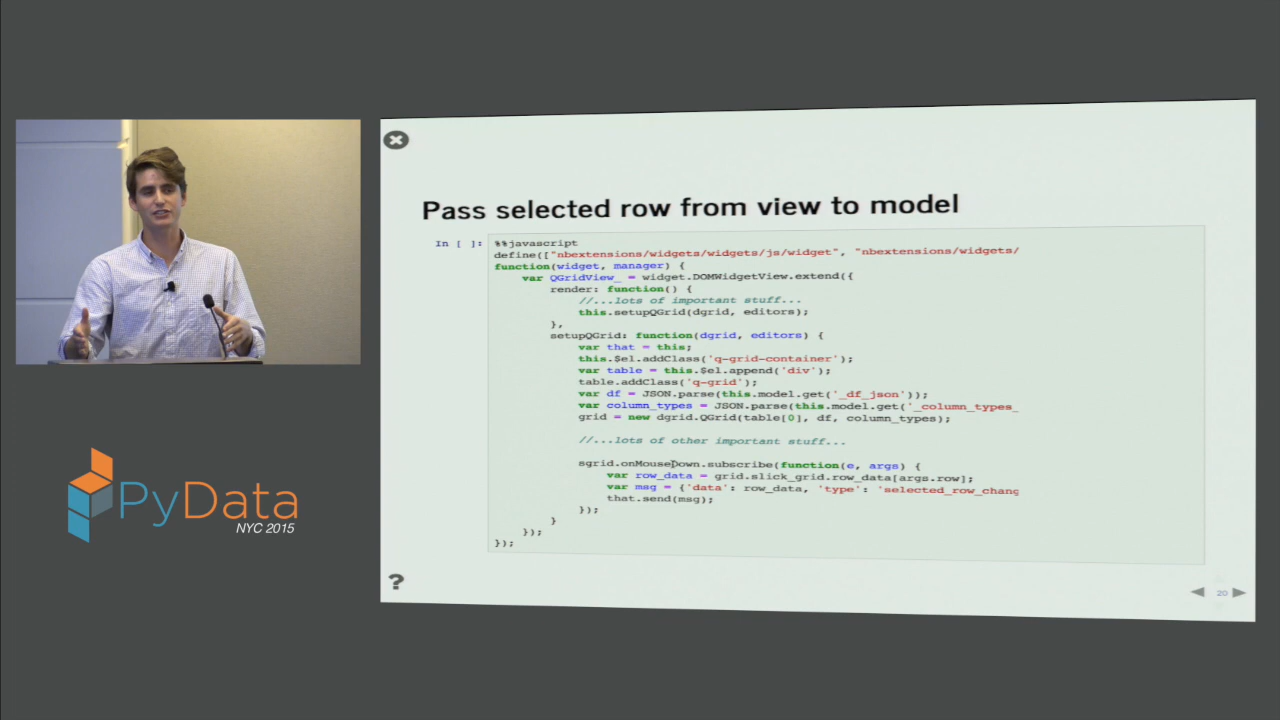 Pass selected row from view to model
In [ ]:
%%javascript
define(["nbextensions/widgets/widgets/js/widget", "nbextensions/widgets/
function(widget, manager) {
var QGridView_ = widget.DOMWidgetView.extend({
render: function() {
//...lots of important stuff...
this.setupQGrid(dgrid, editors);
},
setupQGrid: function(dgrid, editors) {
var that = this;
this.$el.addClass('q-grid-container');
var table = this.$el.append('div');
table.addClass('q-grid');
var df = JSON.parse(this.model.get('_df_json'));
var column_types = JSON.parse(this.model.get('_column_types_
grid = new dgrid.QGrid(table[0], df, column_types);
//...lots of other important stuff...
sgrid.onMouseDown.subscribe(function(e, args) {
var row_data = grid.slick_grid.row_data[args.row];
var msg = {'data': row_data, 'type': 'selected_row_chang
that.send(msg);
});
}
});
});
?
20
PyData
NYC 2015